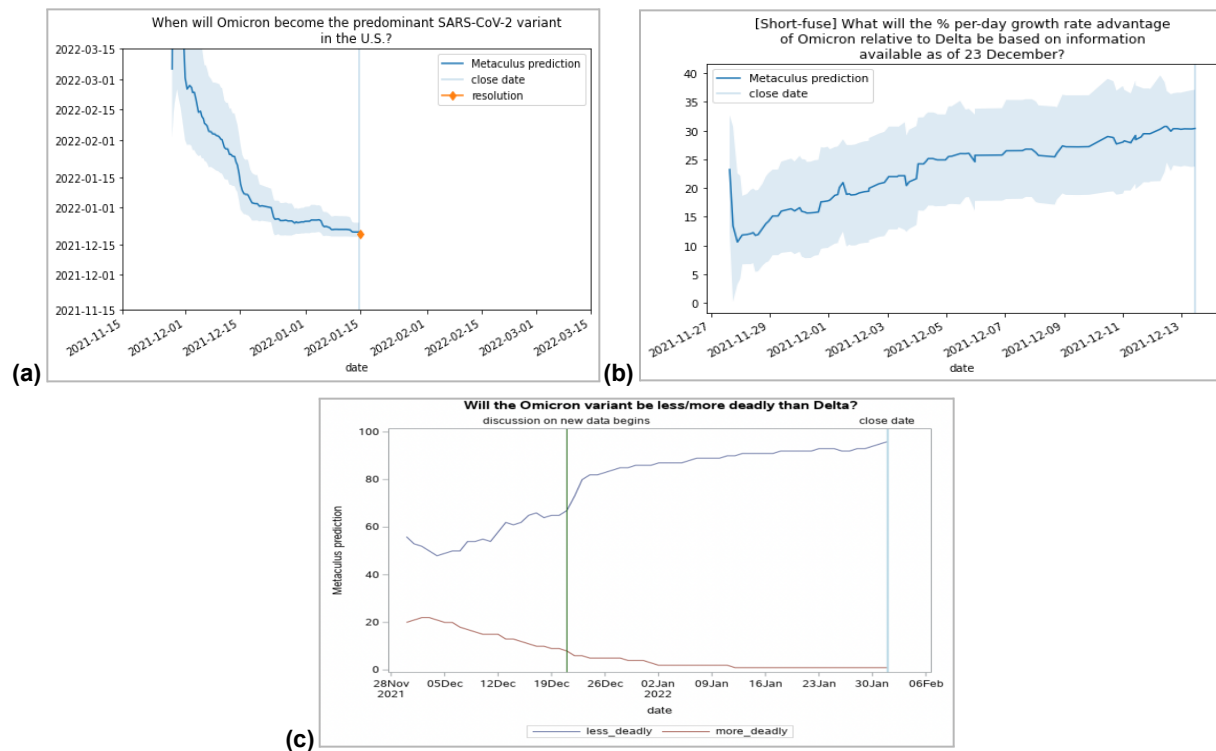 When will Omicron become the predominant SARS-CoV-2 variant
in the U.S.?
2022-03-15
2022-03-01
2022-02-15
2022-02-01
2022-01-15
2022-01-01
2021-12-15
2021-12-01
2021-11-15
Metaculus prediction
close date
resolution
2021-11-15
2021-12-01
2021-12-15
2022-01-01
2022-01-15
2022-02-01
2022-02-15
2022-03-01
2022-03-15
date
(a)
[Short-fuse] What will the % per-day growth rate advantage
of Omicron relative to Delta be based on information
available as of 23 December?
40
35
30
25
20
15
10
5
0
Metaculus prediction
close date
2021-11-27
2021-11-29
2021-12-01
2021-12-03
2021-12-05
2021-12-07
2021-12-09
2021-12-11
2021-12-13
date
(b)
Will the Omicron variant be less/more deadly than Delta?
discussion on new data begins
close date
Metaculus prediction
100
80
60
40
20
0
28Nov
2021
05Dec
12Dec
19Dec
26Dec
02Jan
2022
09Jan
16Jan
23Jan
30Jan
06Feb
date
less_deadly
more_deadly
(c)